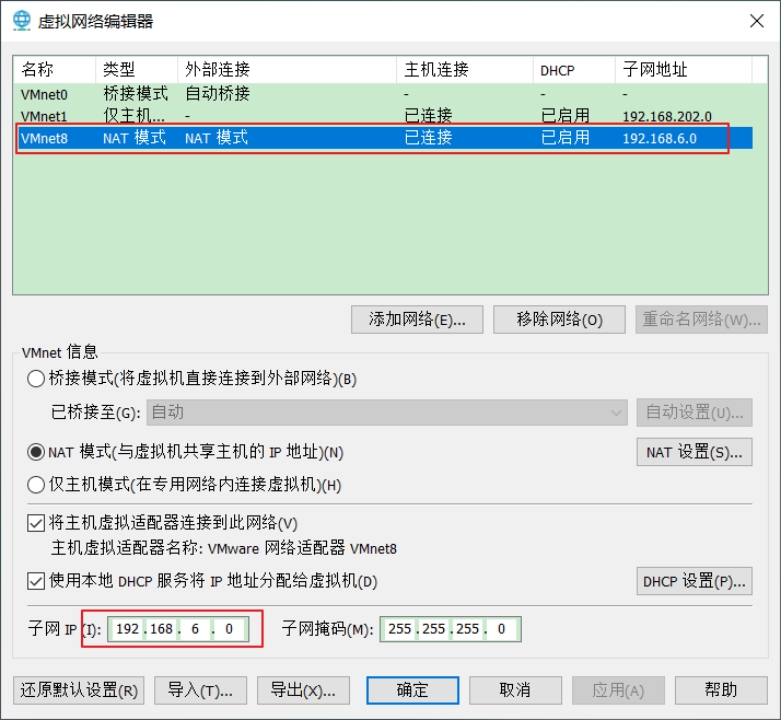 虚拟网络编辑器
名称 类型 外部连接 主机连接 DHCP 子网地址
VMnet0 桥接模式 自动桥接 - - -
VMnet1 仅主机... - 已连接 已启用 192.168.202.0
VMnet8 NAT 模式 NAT 模式 已连接 已启用 192.168.6.0
添加网络(E)... 移除网络(O) 重命名网络(W)...
VMnet 信息
桥接模式(将虚拟机直接连接到外部网络)(B)
已桥接至(G): 自动 自动设置(U)...
NAT 模式(与虚拟机共享主机的 IP 地址)(N) NAT 设置(S)...
仅主机模式(在专用网络内连接虚拟机)(H)
将主机虚拟适配器连接到此网络(V)
主机虚拟适配器名称: VMware 网络适配器 VMnet8
使用本地 DHCP 服务将 IP 地址分配给虚拟机(D) DHCP 设置(P)...
子网 IP (I): 192 . 168 . 6 . 0 子网掩码(M): 255 . 255 . 255 . 0
还原默认设置(R) 导入(T)... 导出(X)... 确定 取消 应用(A) 帮助